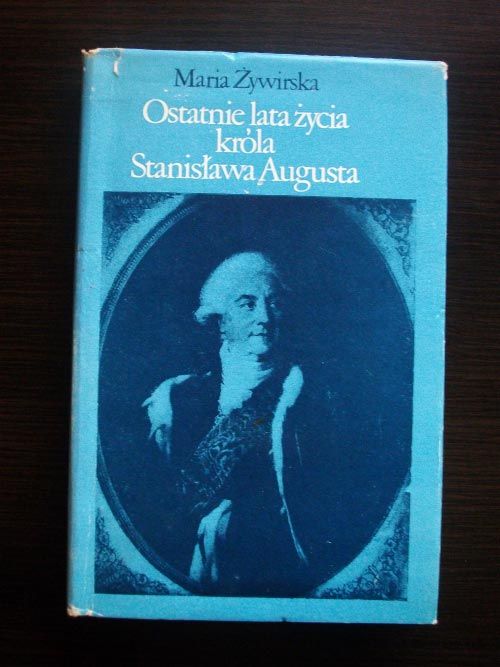 Maria Żywirska
Ostatnie lata życia
króla
Stanisława Augusta